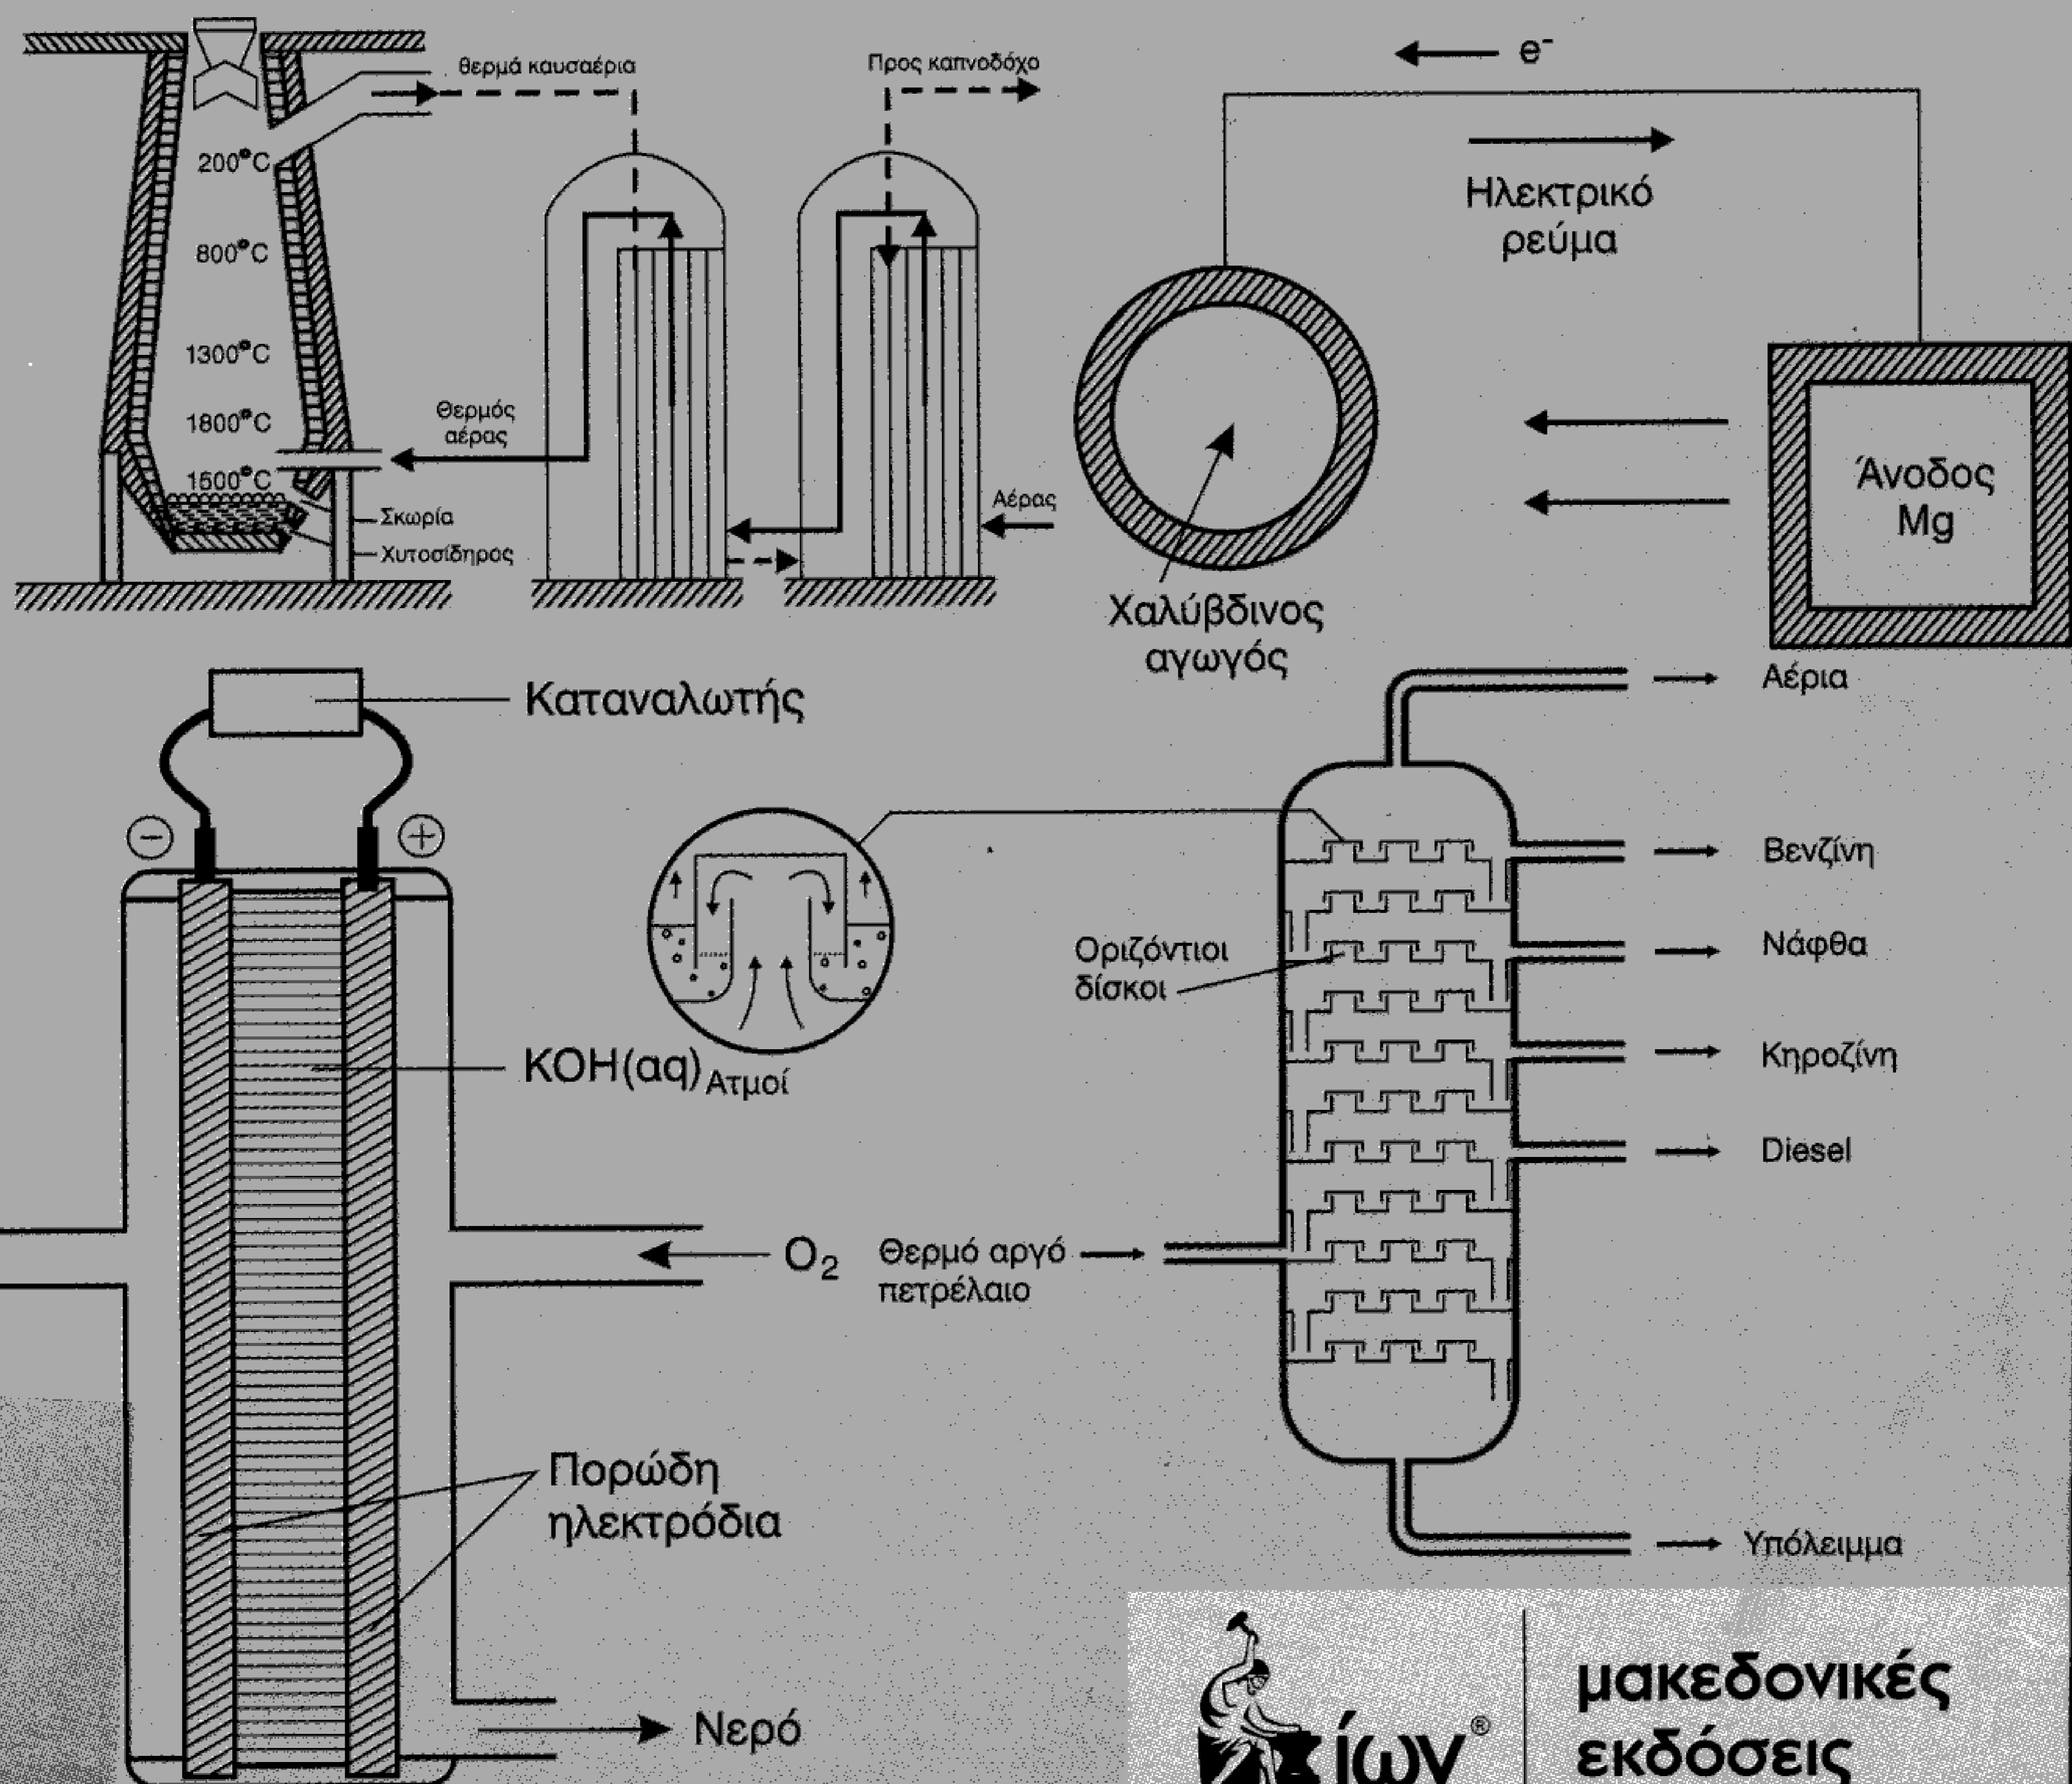 θερμά καυσαέρια
Προς καπνοδόχο
e⁻
200°C
800°C
1300°C
1800°C
1500°C
Θερμός
αέρας
Αέρας
Σκωρία
Χυτοσίδηρος
Ηλεκτρικό
ρεύμα
Άνοδος
Mg
Χαλύβδινος
αγωγός
Καταναλωτής
−
+
KOH(aq)
Ατμοί
O₂
Πορώδη
ηλεκτρόδια
Νερό
Αέρια
Βενζίνη
Νάφθα
Κηροζίνη
Diesel
Οριζόντιοι
δίσκοι
Θερμό αργό
πετρέλαιο
Υπόλειμμα
ίων®
μακεδονικές
εκδόσεις